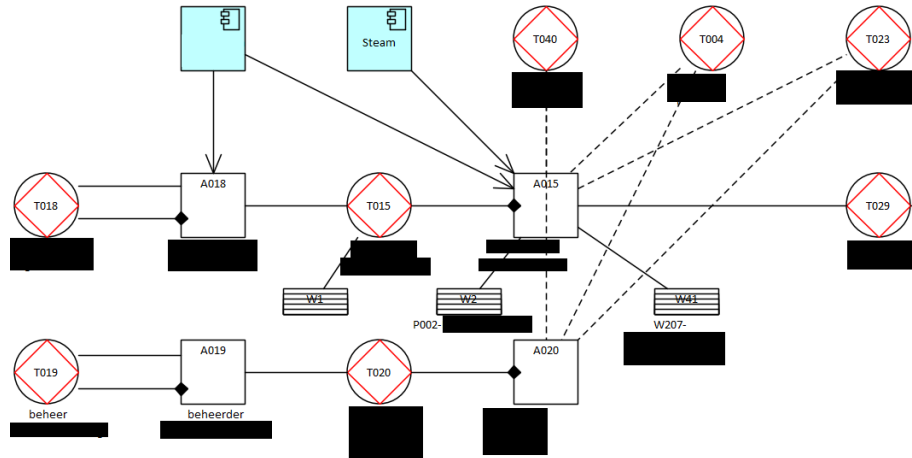 Steam
T040
T004
T023
T018
A018
T015
A015
T029
W1
W2
W41
P002-
W207-
T019
A019
T020
A020
beheer
beheerder